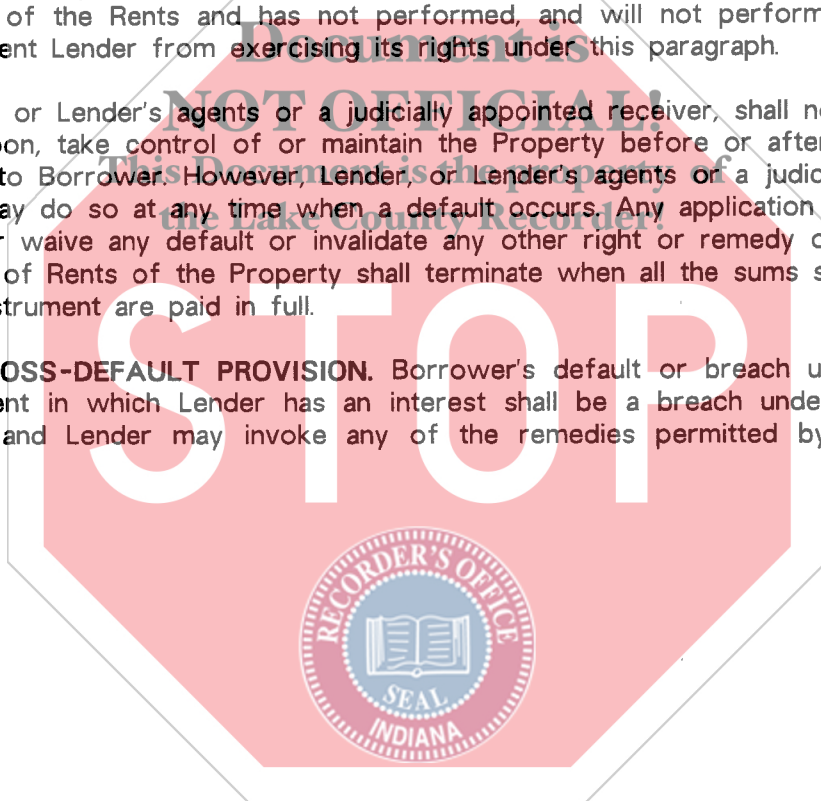 of the Rents and has not performed, and will not perform
ent Lender from exercising its rights under this paragraph.
Document is
or Lender's agents or a judicially appointed receiver, shall n
NOT OFFICIAL!
on, take control of or maintain the Property before or after
This Document is the property of
to Borrower. However, Lender, or Lender's agents or a judic
ay do so at any time when a default occurs. Any application
the Lake County Recorder!
r waive any default or invalidate any other right or remedy o
of Rents of the Property shall terminate when all the sums s
strument are paid in full.
STOP
OSS-DEFAULT PROVISION. Borrower's default or breach u
ent in which Lender has an interest shall be a breach unde
and Lender may invoke any of the remedies permitted by
RECORDER'S OFFICE
SEAL
INDIANA